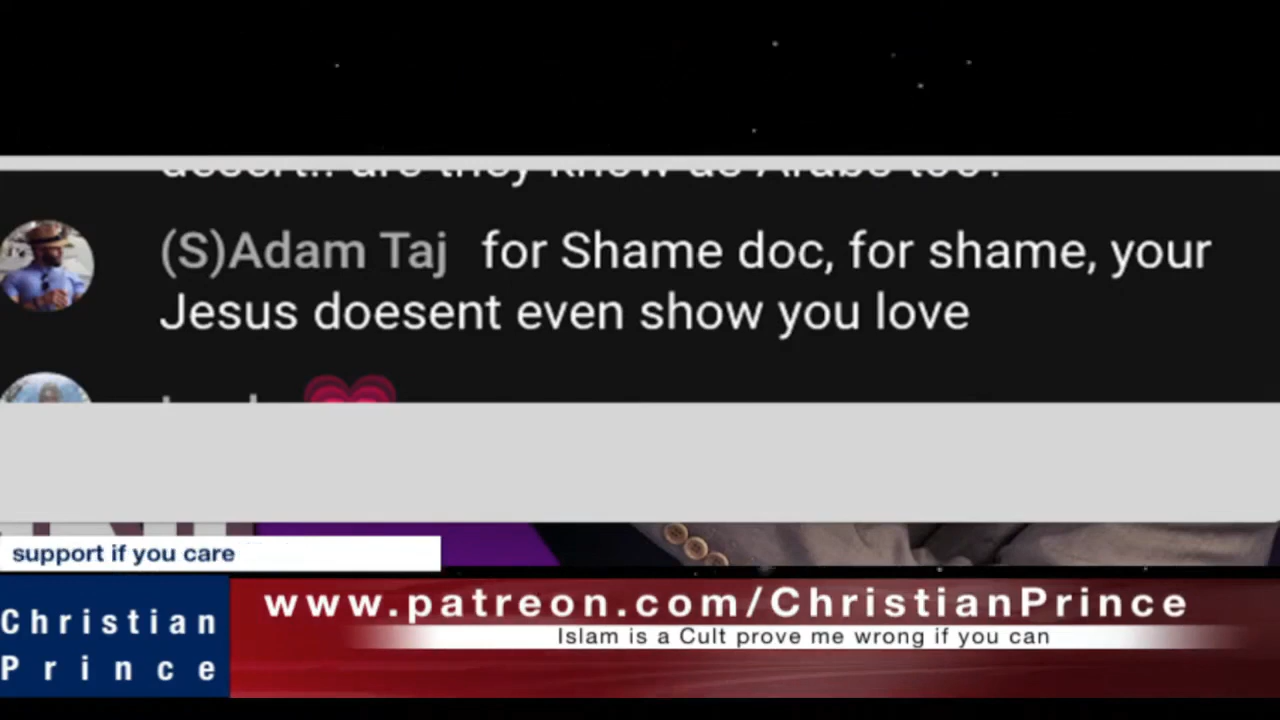 (S)Adam Taj for Shame doc, for shame, your
Jesus doesent even show you love
support if you care
Christian
Prince
www.patreon.com/ChristianPrince
Islam is a Cult prove me wrong if you can